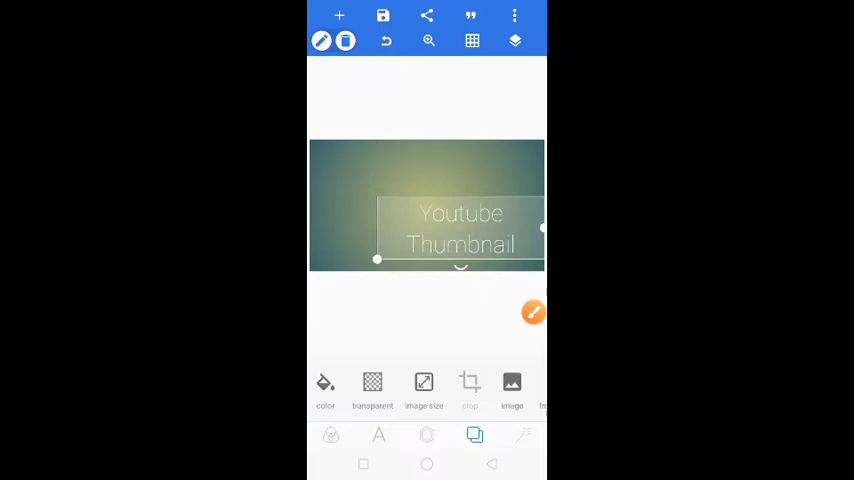 Youtube
Thumbnail
color
transparent
image size
crop
image